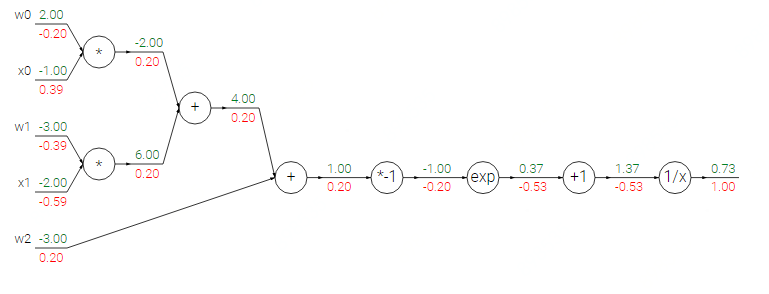 w0 2.00
-0.20
* -2.00
0.20
x0 -1.00
0.39
+ 4.00
0.20
w1 -3.00
-0.39
* 6.00
0.20
x1 -2.00
-0.59
+ 1.00 *-1 -1.00 exp 0.37 +1 1.37 1/x 0.73
0.20 -0.20 -0.53 -0.53 1.00
w2 -3.00
0.20